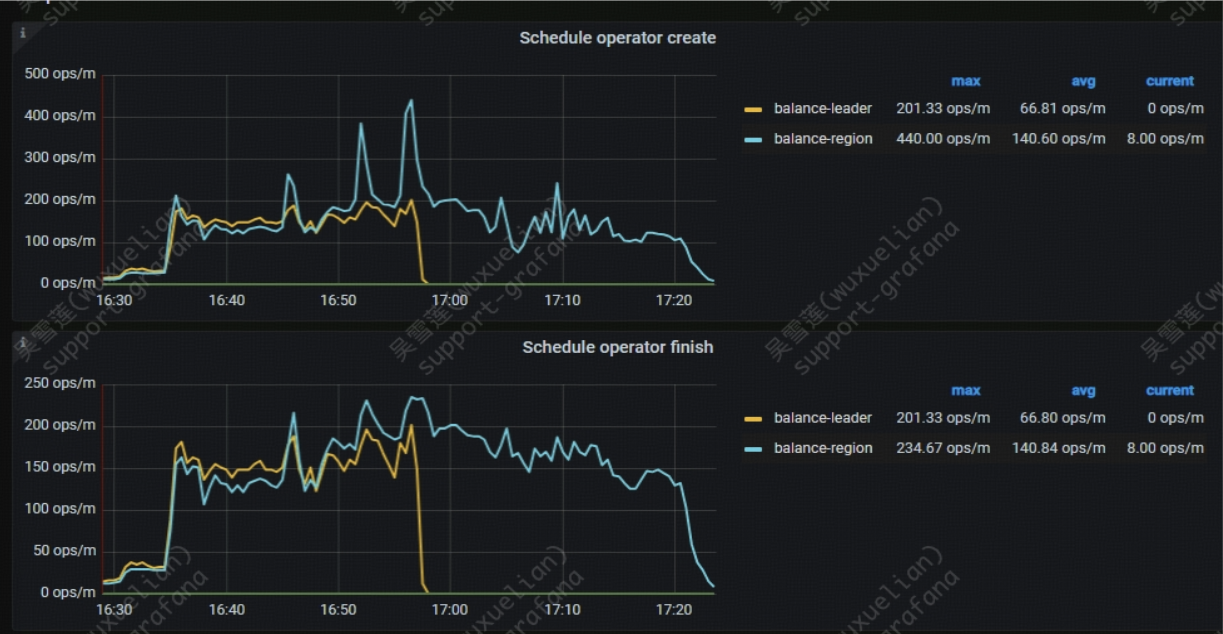 Schedule operator create
500 ops/m
400 ops/m
300 ops/m
200 ops/m
100 ops/m
0 ops/m
16:30 16:40 16:50 17:00 17:10 17:20
max avg current
balance-leader 201.33 ops/m 66.81 ops/m 0 ops/m
balance-region 440.00 ops/m 140.60 ops/m 8.00 ops/m
Schedule operator finish
250 ops/m
200 ops/m
150 ops/m
100 ops/m
50 ops/m
0 ops/m
16:30 16:40 16:50 17:00 17:10 17:20
max avg current
balance-leader 201.33 ops/m 66.80 ops/m 0 ops/m
balance-region 234.67 ops/m 140.84 ops/m 8.00 ops/m
吴雪莲(wuxuelian)
support-grafana